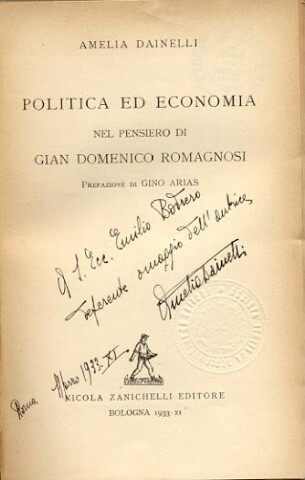 AMELIA DAINELLI
POLITICA ED ECONOMIA
NEL PENSIERO DI
GIAN DOMENICO ROMAGNOSI
PREFAZIONE DI GINO ARIAS
A S. Ecc. Emilio Bodrero
deferente omaggio dell'autrice
Amelia Dainelli
Roma Marzo 1933-XI
NICOLA ZANICHELLI EDITORE
BOLOGNA 1933-XI